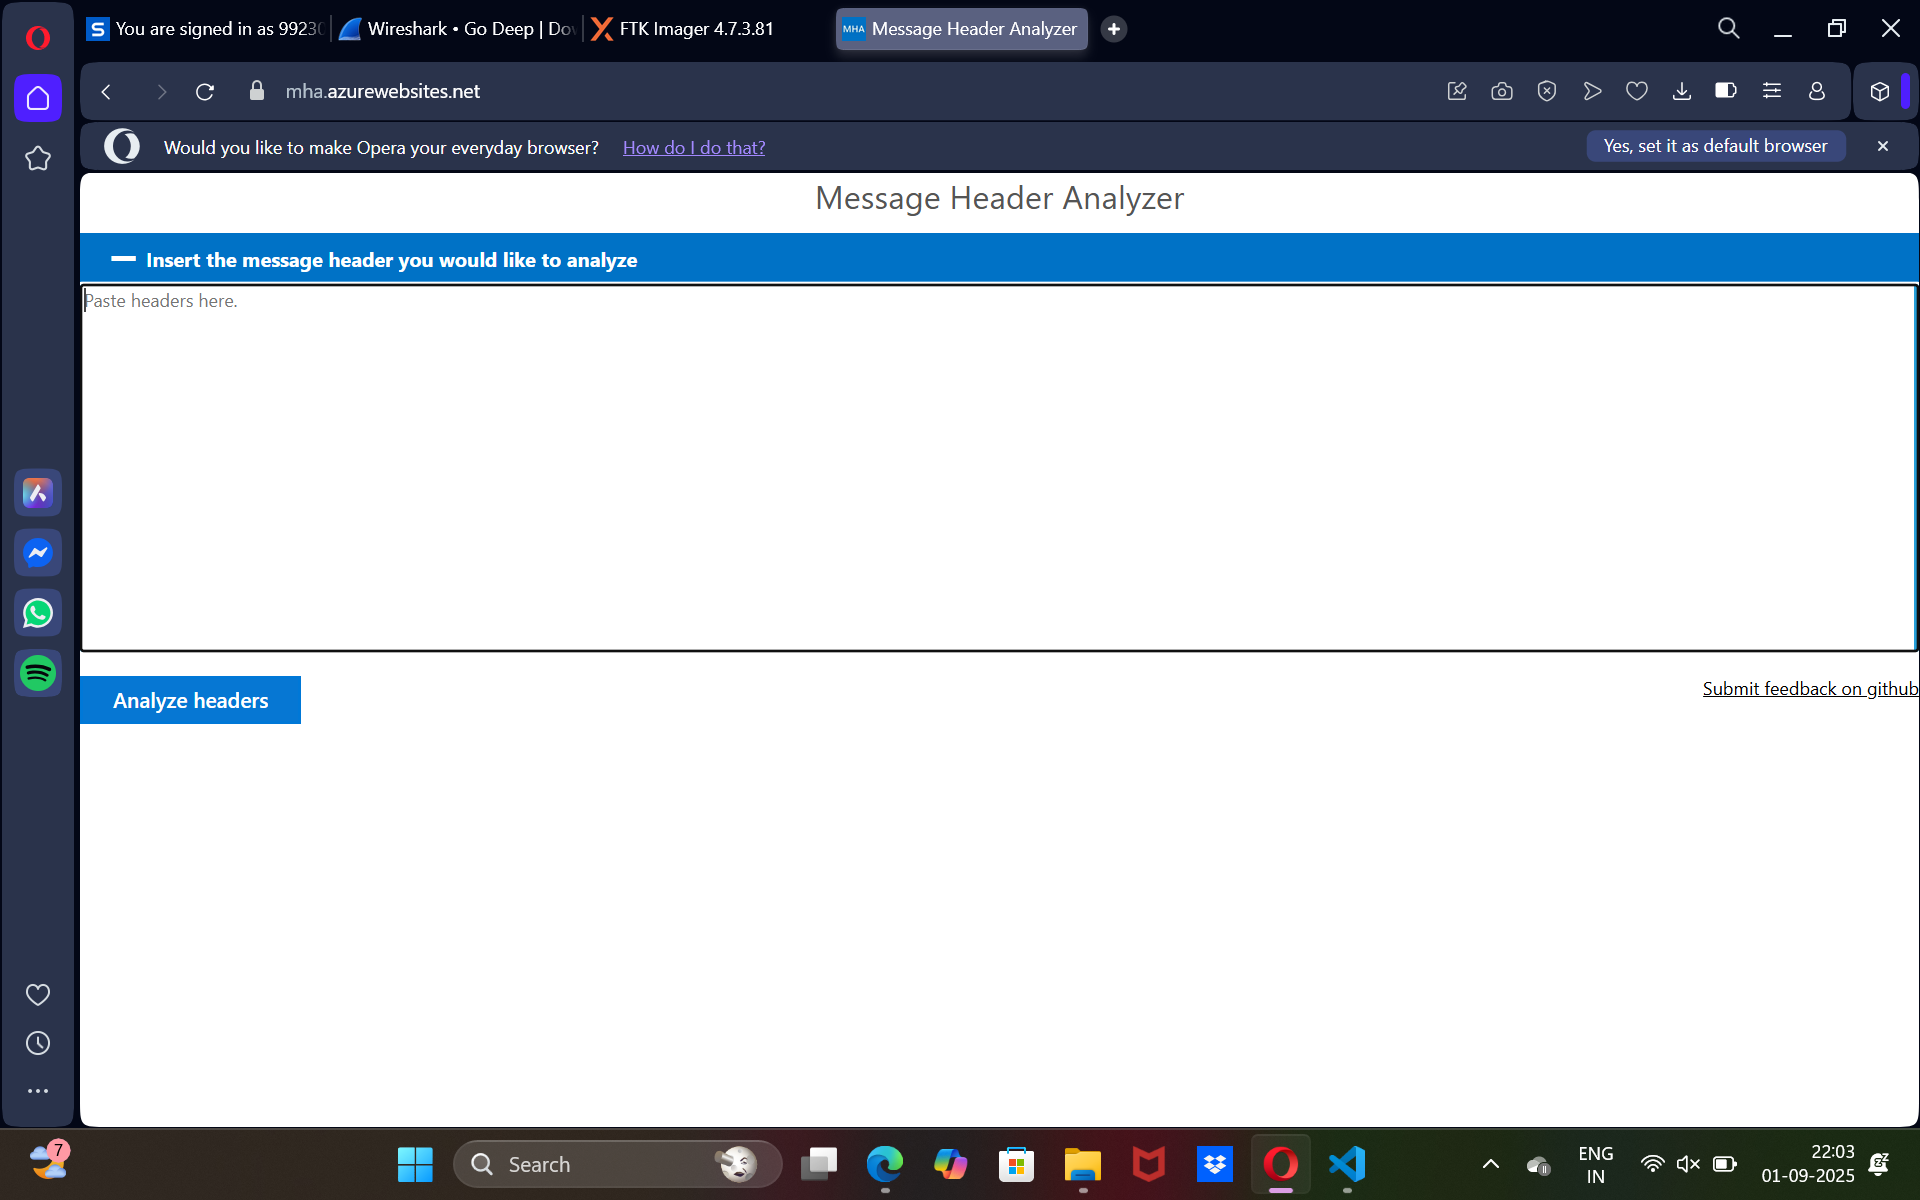 S You are signed in as 9923
Wireshark • Go Deep | Do
FTK Imager 4.7.3.81
MHA Message Header Analyzer
mha.azurewebsites.net
Would you like to make Opera your everyday browser? How do I do that?
Yes, set it as default browser
Message Header Analyzer
Insert the message header you would like to analyze
Paste headers here.
Analyze headers
Submit feedback on github
7
Search
ENG
IN
22:03
01-09-2025